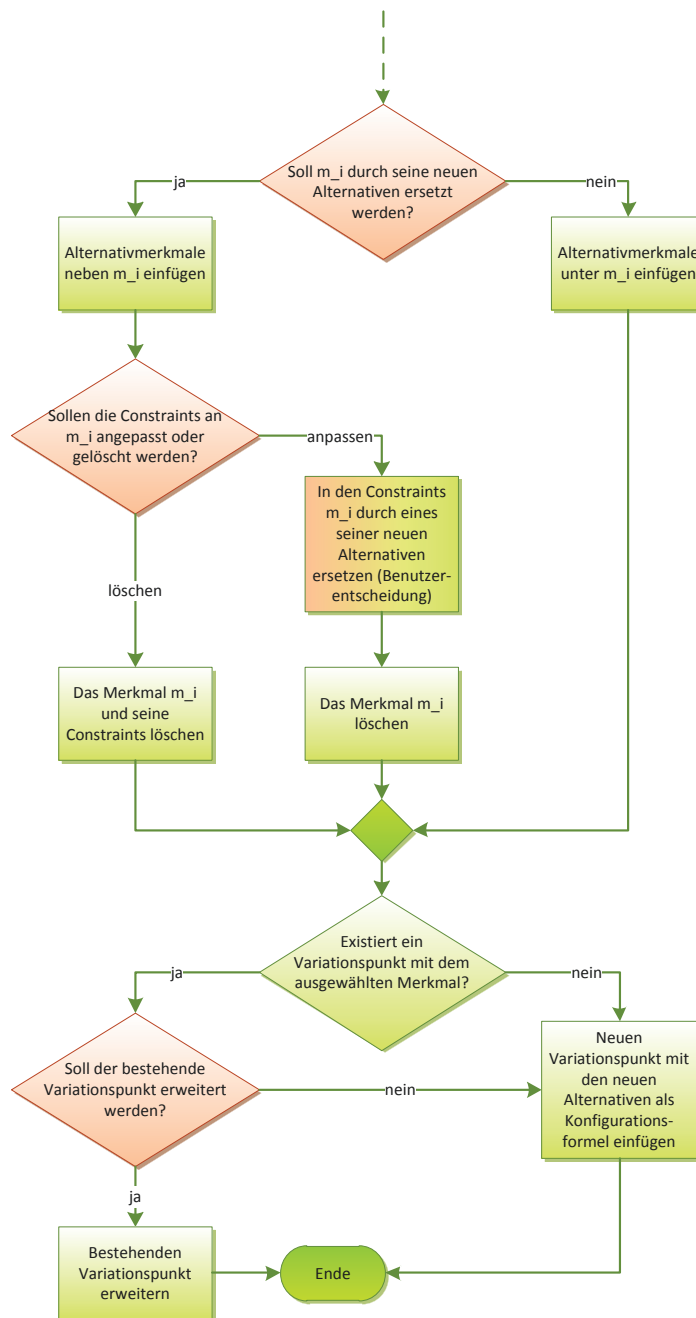 Soll m_i durch seine neuen
Alternativen ersetzt
werden?
ja
nein
Alternativmerkmale
neben m_i einfügen
Alternativmerkmale
unter m_i einfügen
Sollen die Constraints an
m_i angepasst oder
gelöscht werden?
anpassen
In den Constraints
m_i durch eines
seiner neuen
Alternativen
ersetzen (Benutzer-
entscheidung)
löschen
Das Merkmal m_i
und seine
Constraints löschen
Das Merkmal m_i
löschen
Existiert ein
Variationspunkt mit dem
ausgewählten Merkmal?
ja
nein
Soll der bestehende
Variationspunkt erweitert
werden?
nein
Neuen
Variationspunkt mit
den neuen
Alternativen als
Konfigurations-
formel einfügen
ja
Bestehenden
Variationspunkt
erweitern
Ende